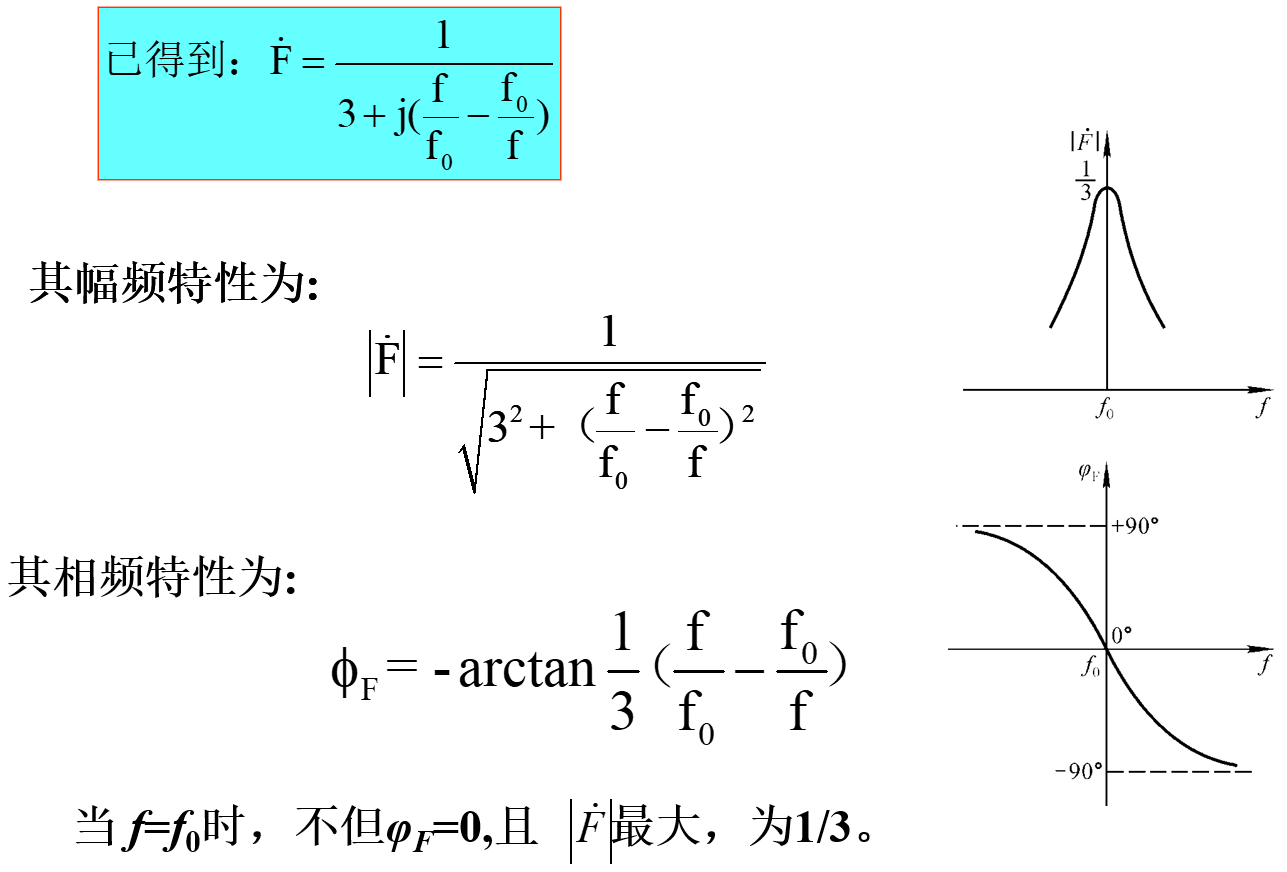 已得到：Ḟ = 1 / (3 + j(f/f₀ − f₀/f))
其幅频特性为:
|Ḟ| = 1 / √(3² + （f/f₀ − f₀/f）²)
其相频特性为:
ϕ_F = - arctan 1/3 （f/f₀ − f₀/f）
当 f=f₀时，不但φ_F=0,且 |Ḟ|最大，为1/3。
|Ḟ|
1/3
f₀
f
φ_F
+90°
0°
f₀
f
−90°